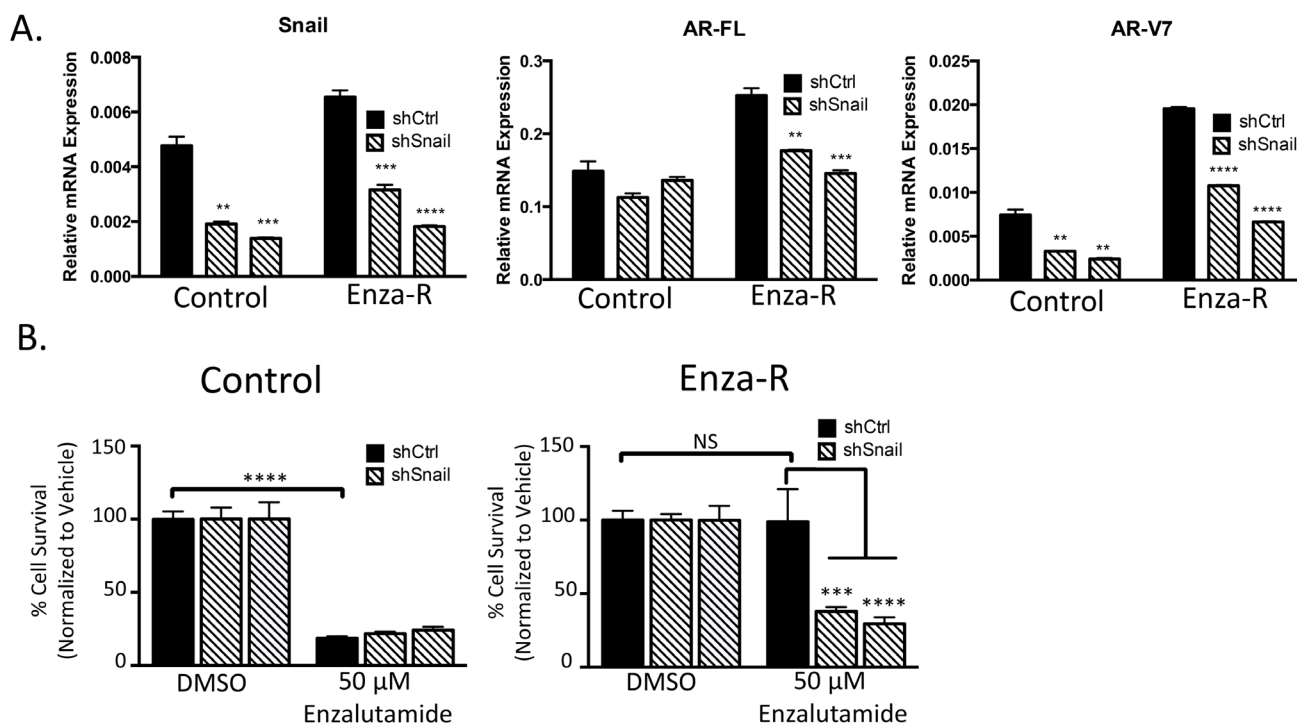 A.
Snail
Relative mRNA Expression
0.008
0.006
0.004
0.002
0.000
shCtrl
shSnail
**
***
***
****
Control
Enza-R
AR-FL
Relative mRNA Expression
0.3
0.2
0.1
0.0
shCtrl
shSnail
**
***
Control
Enza-R
AR-V7
Relative mRNA Expression
0.020
0.015
0.010
0.005
0.000
shCtrl
shSnail
**
**
****
****
Control
Enza-R
B.
Control
% Cell Survival
(Normalized to Vehicle)
150
100
50
0
shCtrl
shSnail
****
DMSO
50 µM
Enzalutamide
Enza-R
% Cell Survival
(Normalized to Vehicle)
150
100
50
0
NS
shCtrl
shSnail
***
****
DMSO
50 µM
Enzalutamide